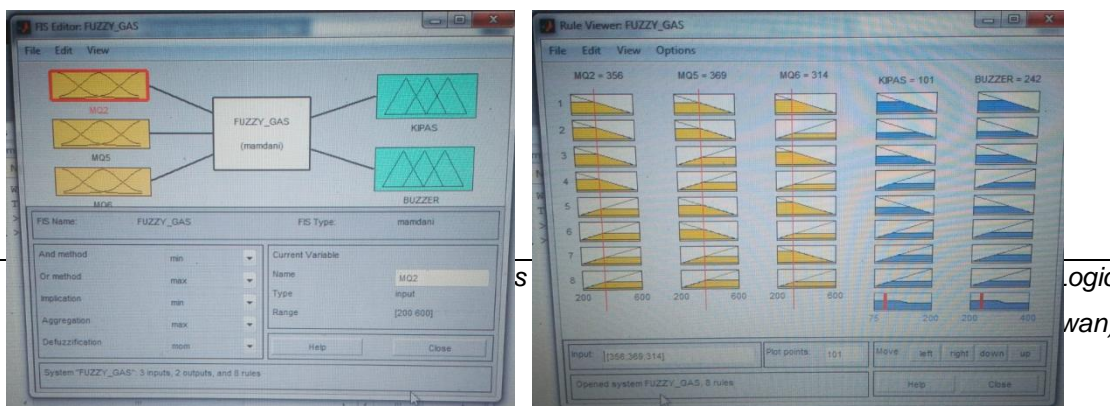 FIS Editor: FUZZY_GAS
File Edit View
MQ2
MQ5
MQ6
FUZZY_GAS
(mamdani)
KIPAS
BUZZER
FIS Name: FUZZY_GAS FIS Type: mamdani
And method min
Or method max
Implication min
Aggregation max
Defuzzification mom
Current Variable
Name MQ2
Type input
Range [200 600]
Help Close
System "FUZZY_GAS": 3 inputs, 2 outputs, and 8 rules
Rule Viewer: FUZZY_GAS
File Edit View Options
MQ2 = 356 MQ5 = 369 MQ6 = 314 KIPAS = 101 BUZZER = 242
1
2
3
4
5
6
7
8
200 600 200 600 200 600
75 200 200 400
Input: [356;369;314] Plot points: 101 Move: left right down up
Opened system FUZZY_GAS, 8 rules
Help Close
s
ogic
wan,